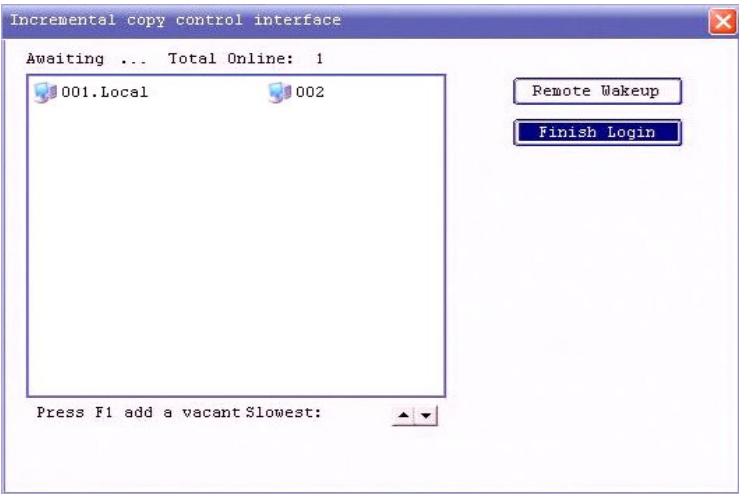 Incremental copy control interface
Awaiting ... Total Online: 1
001.Local 002
Remote Wakeup
Finish Login
Press F1 add a vacant Slowest: